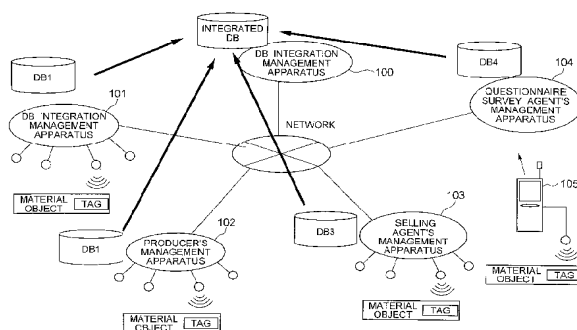 INTEGRATED
DB
DB INTEGRATION
MANAGEMENT
APPARATUS
100
DB1
101
DB INTEGRATION
MANAGEMENT
APPARATUS
NETWORK
DB4
104
QUESTIONNAIRE
SURVEY AGENT'S
MANAGEMENT
APPARATUS
MATERIAL
OBJECT
TAG
DB1
102
PRODUCER'S
MANAGEMENT
APPARATUS
MATERIAL
OBJECT
TAG
DB3
103
SELLING
AGENT'S
MANAGEMENT
APPARATUS
MATERIAL
OBJECT
TAG
105
MATERIAL
OBJECT
TAG